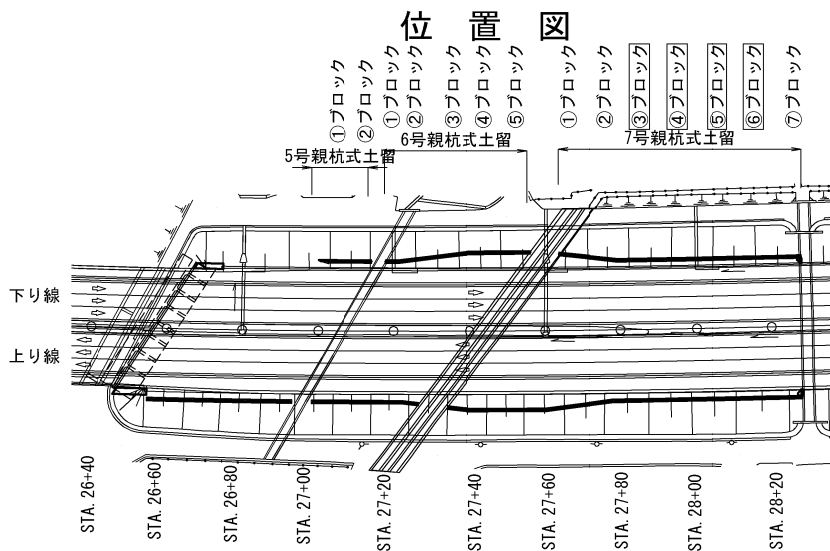 位置図
①ブロック
②ブロック
①ブロック
②ブロック
③ブロック
④ブロック
⑤ブロック
①ブロック
②ブロック
③ブロック
④ブロック
⑤ブロック
⑥ブロック
⑦ブロック
5号親杭式土留
6号親杭式土留
7号親杭式土留
下り線
上り線
STA. 26+40
STA. 26+60
STA. 26+80
STA. 27+00
STA. 27+20
STA. 27+40
STA. 27+60
STA. 27+80
STA. 28+00
STA. 28+20